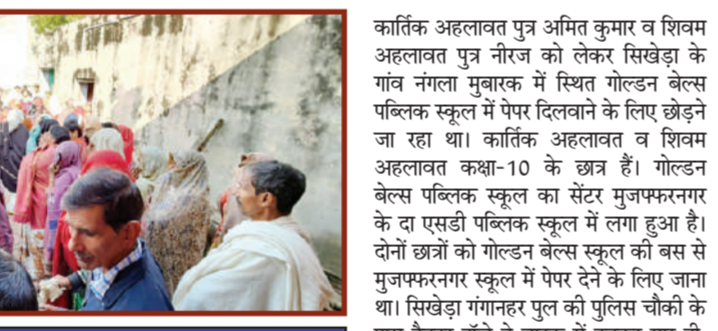 कार्तिक अहलावत पुत्र अमित कुमार व शिवम
अहलावत पुत्र नीरज को लेकर सिखेड़ा के
गांव नंगला मुबारक में स्थित गोल्डन बेल्स
पब्लिक स्कूल में पेपर दिलवाने के लिए छोड़ने
जा रहा था। कार्तिक अहलावत व शिवम
अहलावत कक्षा-10 के छात्र हैं। गोल्डन
बेल्स पब्लिक स्कूल का सेंटर मुजफ्फरनगर
के दा एसडी पब्लिक स्कूल में लगा हुआ है।
दोनों छात्रों को गोल्डन बेल्स स्कूल की बस से
मुजफ्फरनगर स्कूल में पेपर देने के लिए जाना
था। सिखेड़ा गंगानहर पुल की पुलिस चौकी के